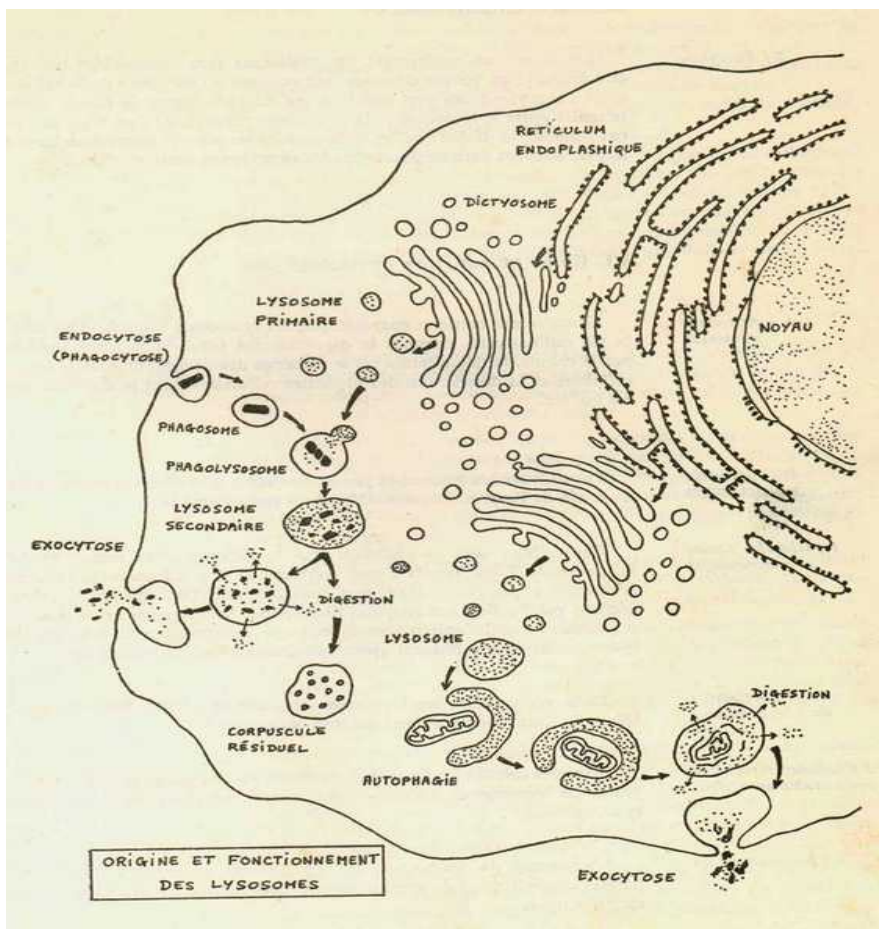 RETICULUM
ENDOPLASMIQUE
DICTYOSOME
LYSOSOME
PRIMAIRE
ENDOCYTOSE
(PHAGOCYTOSE)
NOYAU
PHAGOSOME
PHAGOLYSOSOME
LYSOSOME
SECONDAIRE
EXOCYTOSE
DIGESTION
LYSOSOME
CORPUSCULE
RÉSIDUEL
DIGESTION
AUTOPHAGIE
ORIGINE ET FONCTIONNEMENT
DES LYSOSOMES
EXOCYTOSE